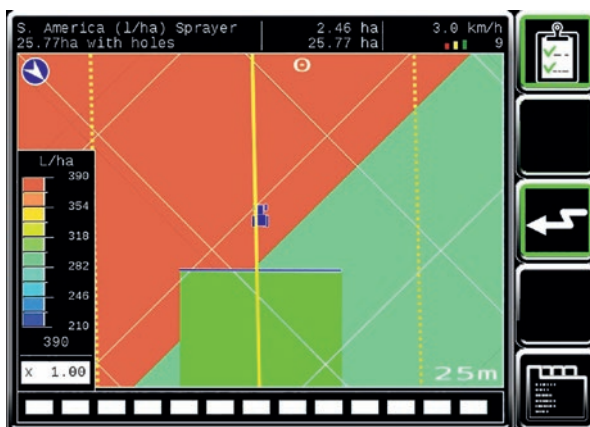 S. America (l/ha) Sprayer 2.46 ha 3.0 km/h
25.77ha with holes 25.77 ha 9
L/ha
390
354
318
282
246
210
390
x 1.00
25m